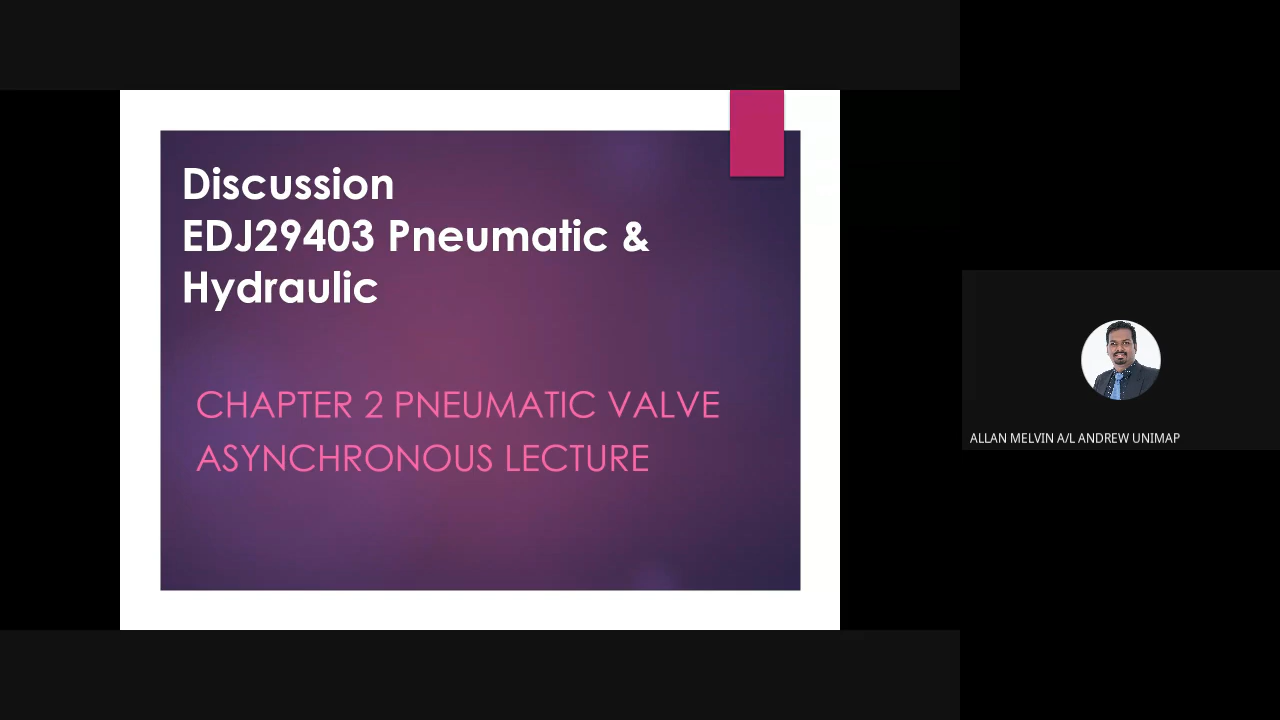 Discussion
EDJ29403 Pneumatic &
Hydraulic
CHAPTER 2 PNEUMATIC VALVE
ASYNCHRONOUS LECTURE
ALLAN MELVIN A/L ANDREW UNIMAP